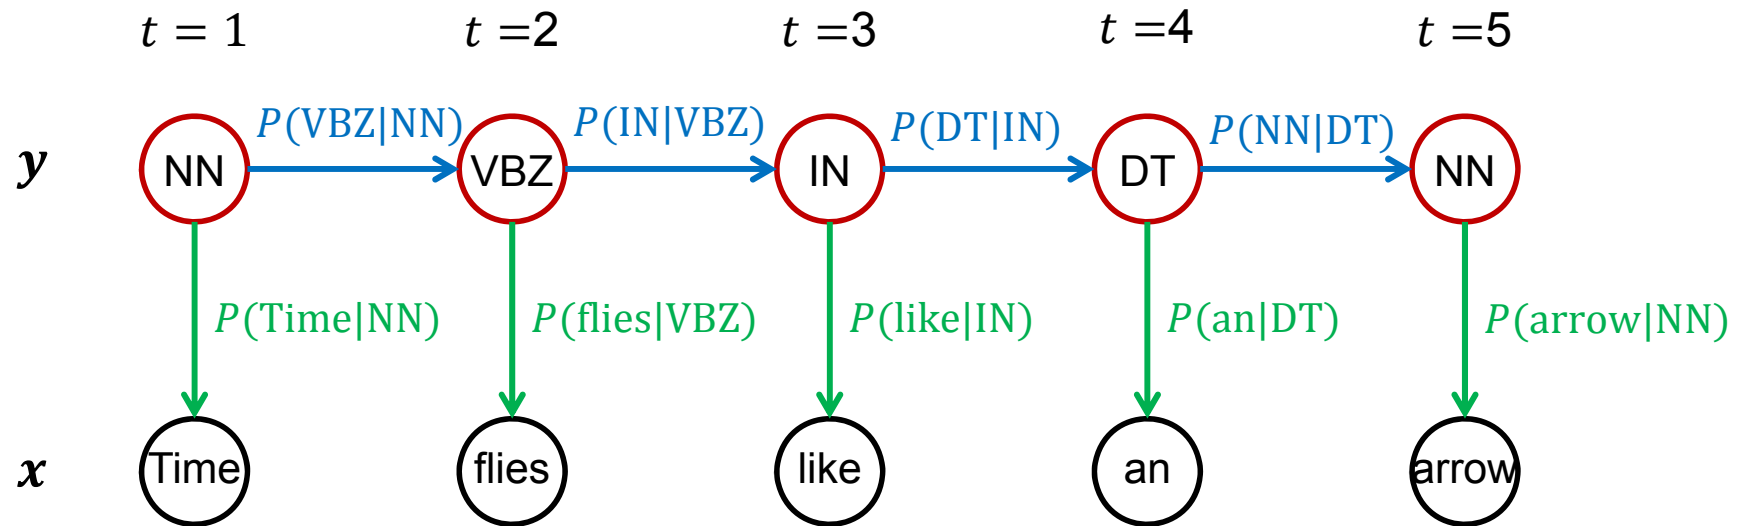 t = 1 t =2 t =3 t =4 t =5
P(VBZ|NN) P(IN|VBZ) P(DT|IN) P(NN|DT)
y NN VBZ IN DT NN
P(Time|NN) P(flies|VBZ) P(like|IN) P(an|DT) P(arrow|NN)
x Time flies like an arrow